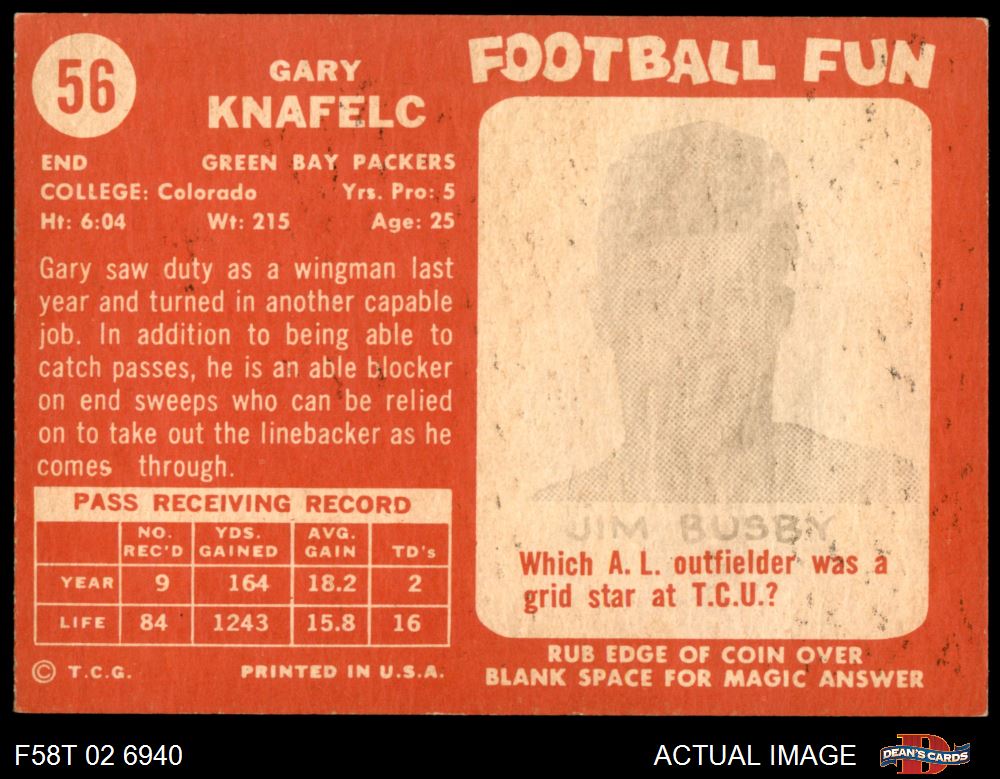 56
GARY
KNAFELC
END GREEN BAY PACKERS
COLLEGE: Colorado Yrs. Pro: 5
Ht: 6:04 Wt: 215 Age: 25
Gary saw duty as a wingman last
year and turned in another capable
job. In addition to being able to
catch passes, he is an able blocker
on end sweeps who can be relied
on to take out the linebacker as he
comes through.
PASS RECEIVING RECORD
NO. REC'D YDS. GAINED AVG. GAIN TD's
YEAR 9 164 18.2 2
LIFE 84 1243 15.8 16
© T.C.G. PRINTED IN U.S.A.
FOOTBALL FUN
JIM BUSBY
Which A. L. outfielder was a
grid star at T.C.U.?
RUB EDGE OF COIN OVER
BLANK SPACE FOR MAGIC ANSWER
F58T 02 6940 ACTUAL IMAGE
D
DEAN'S CARDS